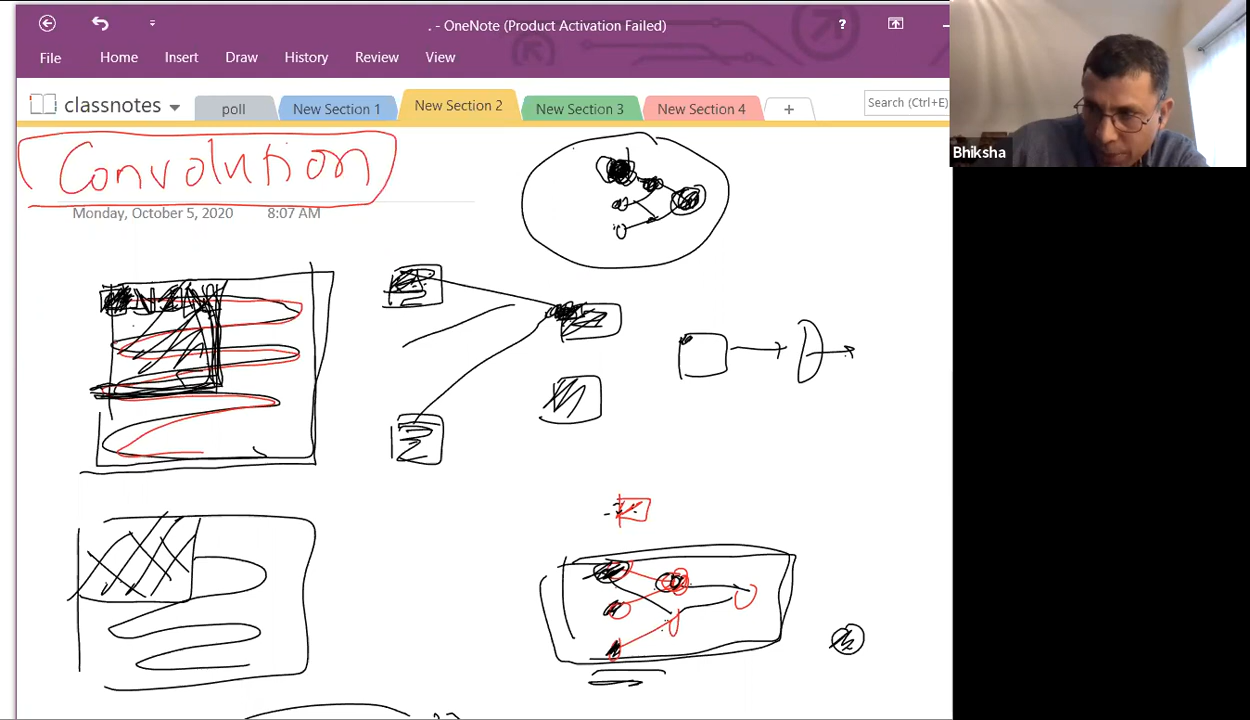 . - OneNote (Product Activation Failed)
?
File Home Insert Draw History Review View
classnotes poll New Section 1 New Section 2 New Section 3 New Section 4 + Search (Ctrl+E)
Bhiksha
Convolution
Monday, October 5, 2020 8:07 AM